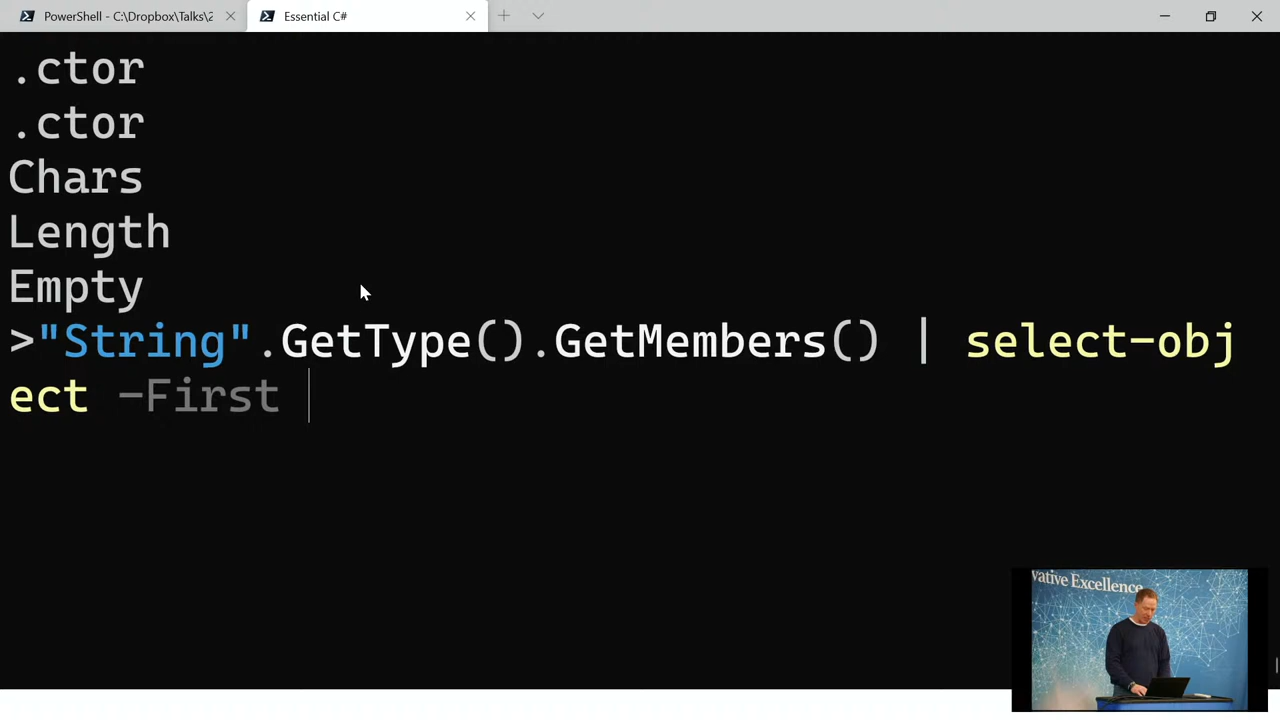 PowerShell - C:\Dropbox\Talks\2
Essential C#
.ctor
.ctor
Chars
Length
Empty
>"String".GetType().GetMembers() | select-obj
ect -First
vative Excellence